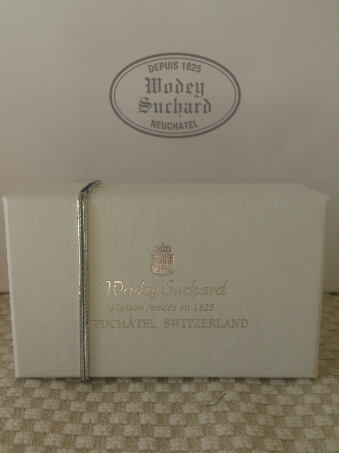 DEPUIS 1825
Wodey
Suchard
NEUCHATEL
Wodey Suchard
Maison fondée en 1825
NEUCHÂTEL SWITZERLAND